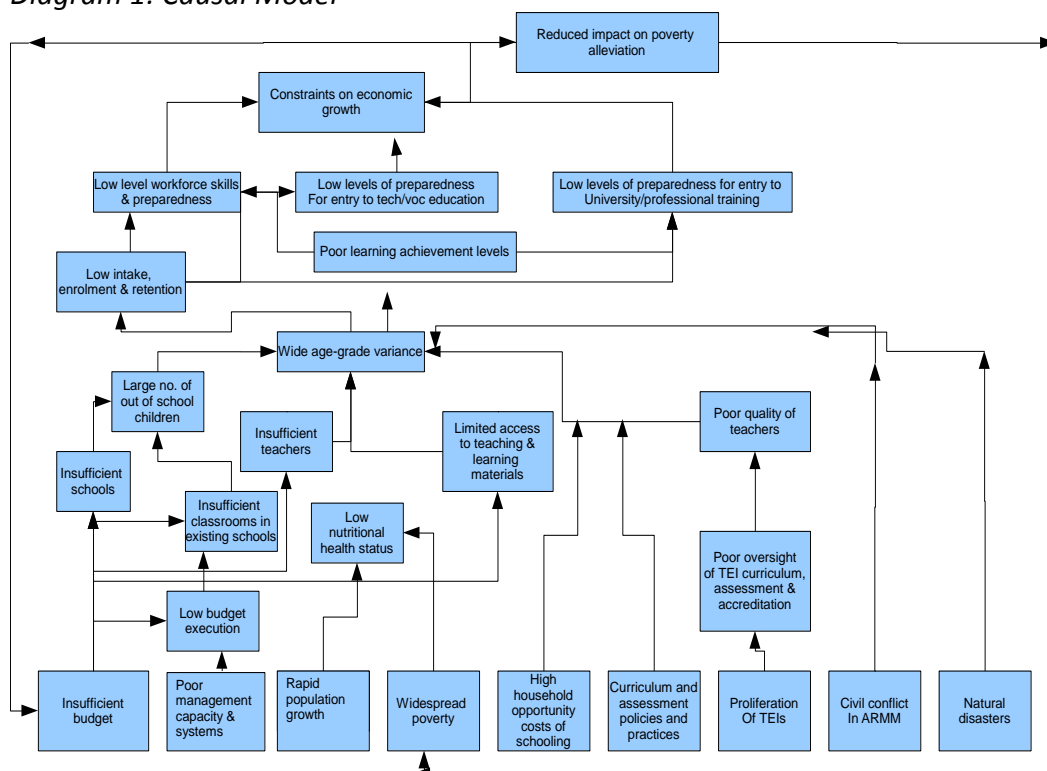 Diagram 1: Causal Model
Reduced impact on poverty
alleviation
Constraints on economic
growth
Low level workforce skills
& preparedness
Low levels of preparedness
For entry to tech/voc education
Low levels of preparedness for entry to
University/professional training
Poor learning achievement levels
Low intake,
enrolment & retention
Wide age-grade variance
Large no. of
out of school
children
Insufficient
teachers
Limited access
to teaching &
learning
materials
Poor quality of
teachers
Insufficient
schools
Insufficient
classrooms in
existing schools
Low
nutritional
health status
Poor oversight
of TEI curriculum,
assessment &
accreditation
Low budget
execution
Insufficient
budget
Poor
management
capacity &
systems
Rapid
population
growth
Widespread
poverty
High
household
opportunity
costs of
schooling
Curriculum and
assessment
policies and
practices
Proliferation
Of TEIs
Civil conflict
In ARMM
Natural
disasters